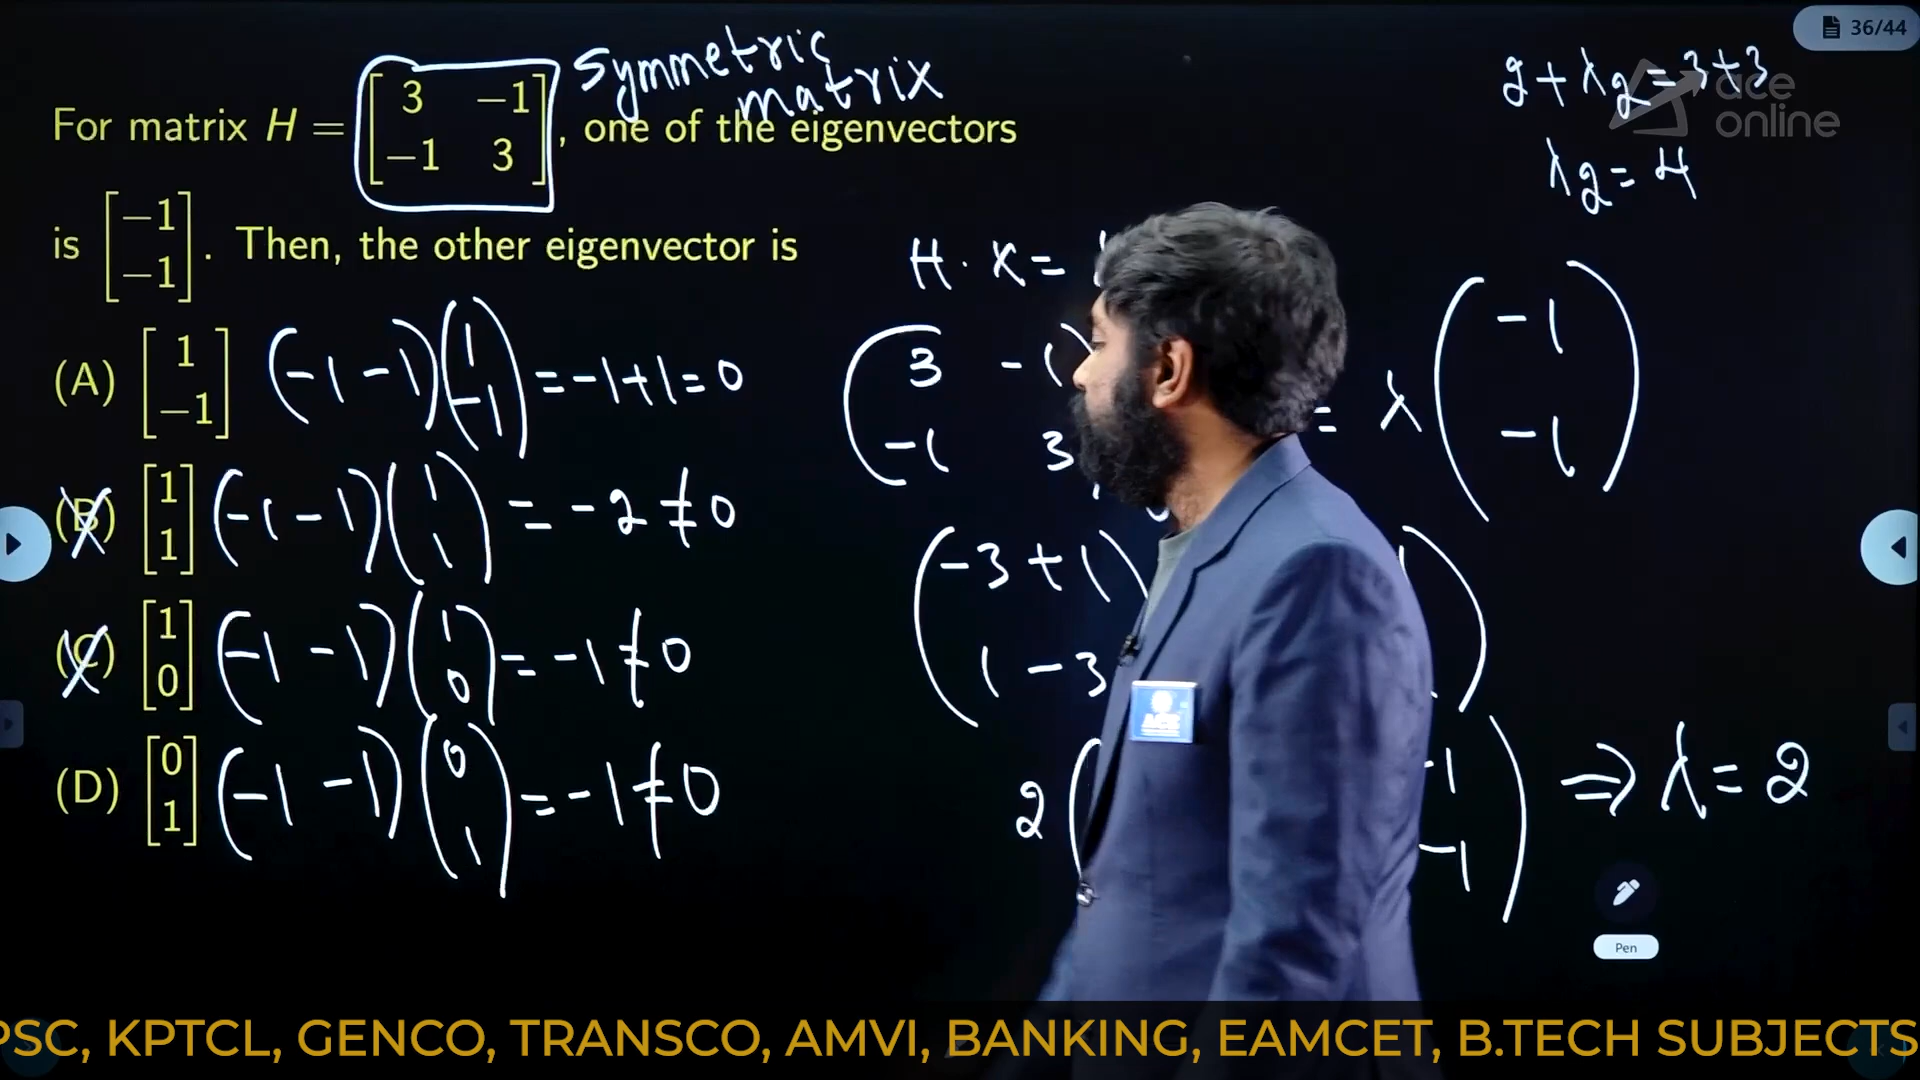 36/44
Symmetric
matrix
2 + λ2 = 3+3
ace
online
λ2 = 4
For matrix H = [3 −1; −1 3], one of the eigenvectors
is [−1; −1]. Then, the other eigenvector is
H · X =
(A) [1; −1] (-1 -1)(1; -1) = -1+1 = 0
(3 -1; -1 3 = λ(-1; -1)
(B) [1; 1] (-1 -1)(1; 1) = -2 ≠ 0
(-3+1; 1-3
(C) [1; 0] (-1 -1)(1; 0) = -1 ≠ 0
(D) [0; 1] (-1 -1)(0; 1) = -1 ≠ 0
2( -1; -1) ⇒ λ = 2
ACE
Pen
PSC, KPTCL, GENCO, TRANSCO, AMVI, BANKING, EAMCET, B.TECH SUBJECTS